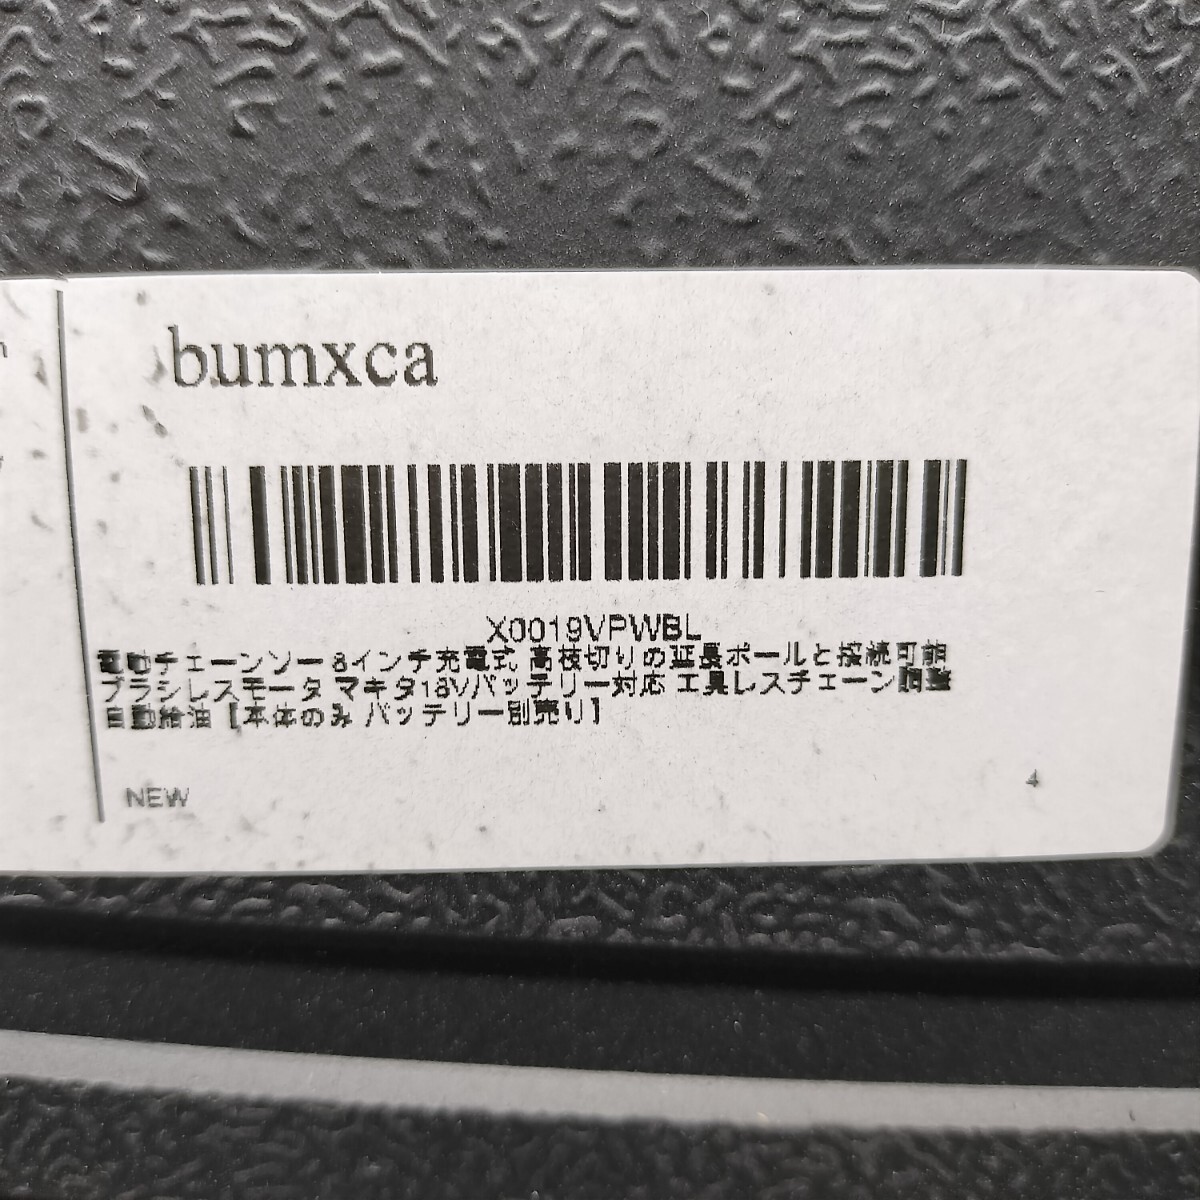 bumxca
X0019VPWBL
電動チェーンソー 8インチ充電式 高枝切りの延長ポールと接続可能
ブラシレスモータ マキタ18Vバッテリー対応 工具レスチェーン調整
自動給油【本体のみ バッテリー別売り】
NEW
4